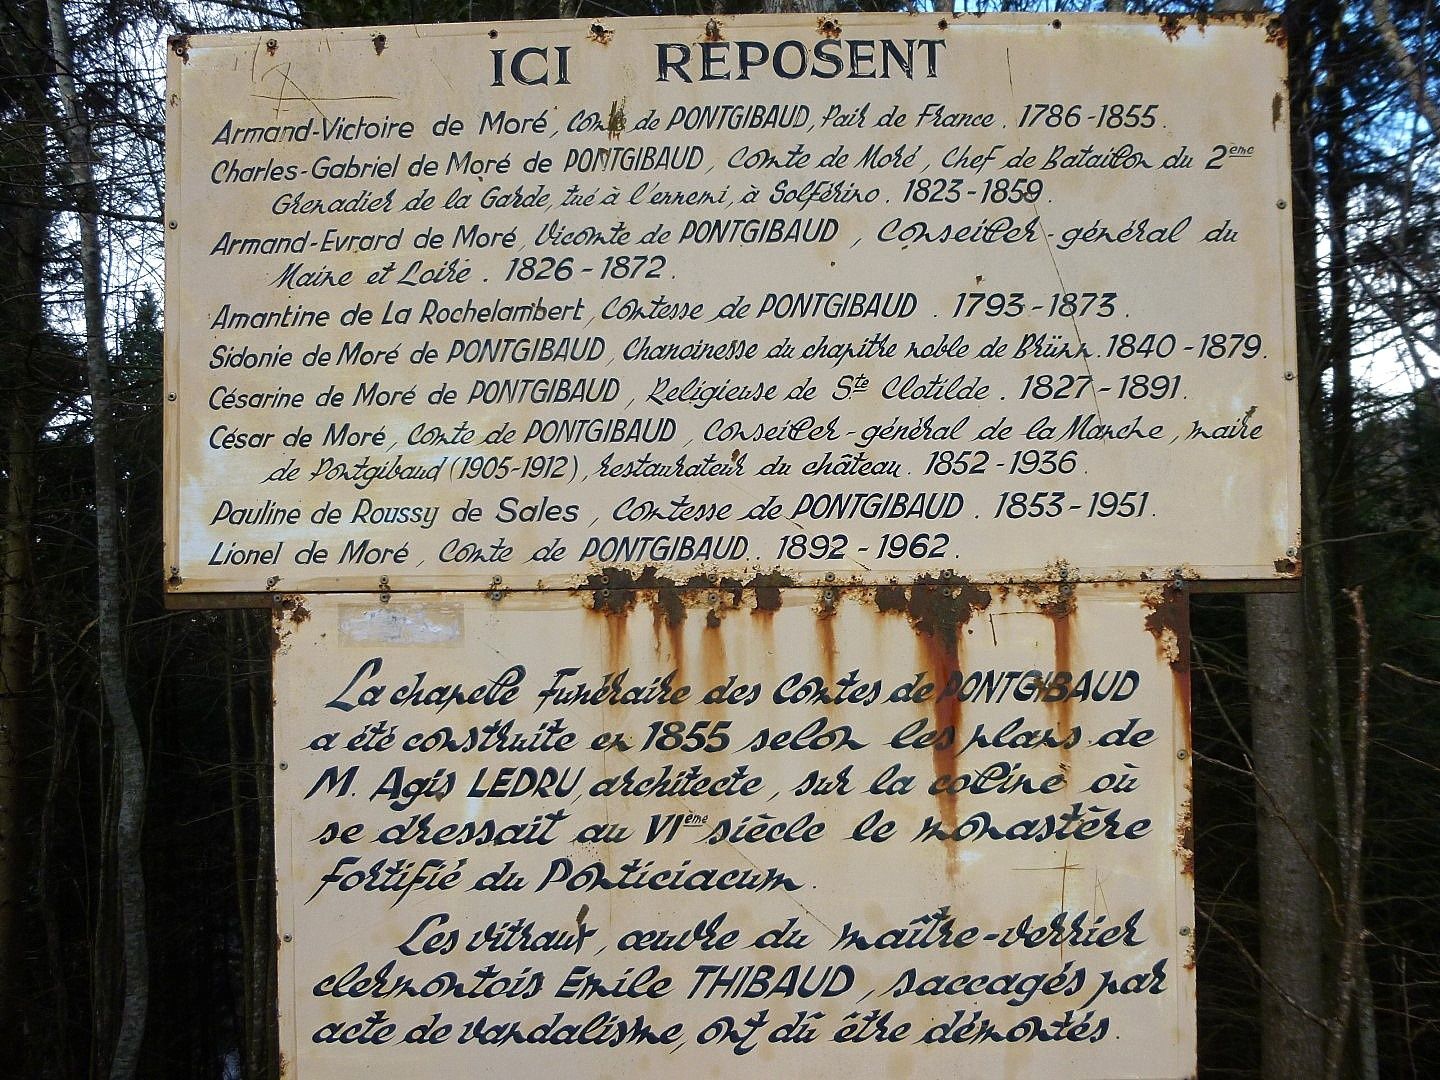 ICI REPOSENT
Armand-Victoire de Moré, Comte de PONTGIBAUD, Pair de France. 1786-1855.
Charles-Gabriel de Moré de PONTGIBAUD, Comte de Moré, Chef de Bataillon du 2ème
Grenadier de la Garde, tué à l'ennemi, à Solférino. 1823-1859.
Armand-Evrard de Moré, Vicomte de PONTGIBAUD, Conseiller-général du
Maine et Loire. 1826-1872.
Amantine de La Rochelambert, Comtesse de PONTGIBAUD. 1793-1873.
Sidonie de Moré de PONTGIBAUD, Chanoinesse du chapitre noble de Brünn. 1840-1879.
Césarine de Moré de PONTGIBAUD, Religieuse de Ste Clotilde. 1827-1891.
César de Moré, Comte de PONTGIBAUD, Conseiller-général de la Manche, maire
de Pontgibaud (1905-1912), restaurateur du château. 1852-1936.
Pauline de Roussy de Sales, Comtesse de PONTGIBAUD. 1853-1951.
Lionel de Moré, Comte de PONTGIBAUD. 1892-1962.
La chapelle funéraire des Comtes de PONTGIBAUD
a été construite en 1855 selon les plans de
M. Agis LEDRU, architecte, sur la colline où
se dressait au VIème siècle le monastère
fortifié du Ponticiacum.
Les vitraux, œuvre du maître-verrier
clermontois Emile THIBAUD, saccagés par
acte de vandalisme, ont dû être démontés.